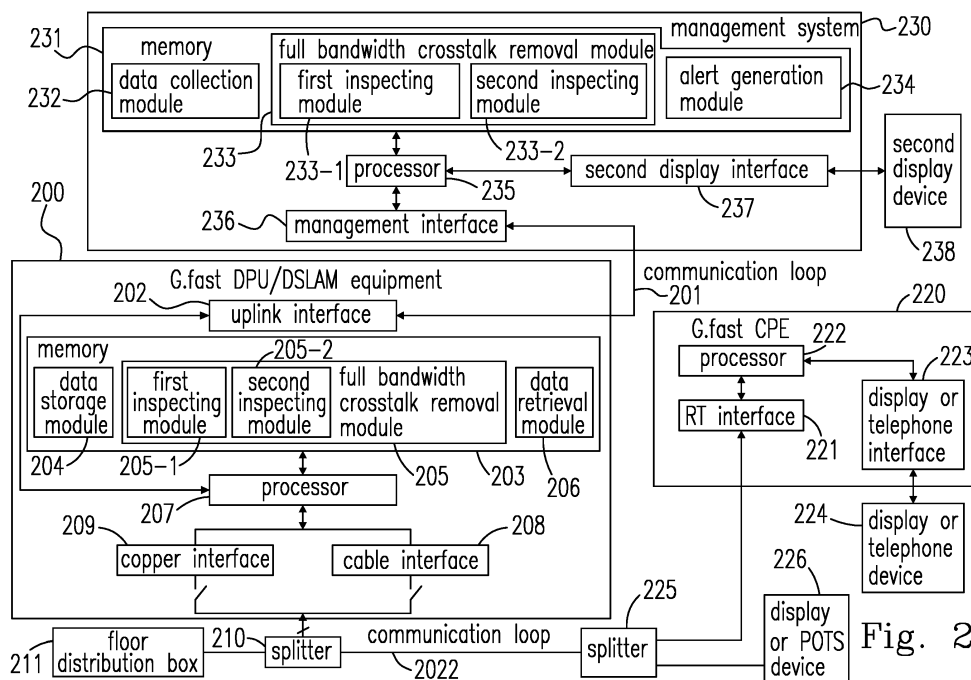 management system
230
231
memory
full bandwidth crosstalk removal module
232
data collection
module
first inspecting
module
second inspecting
module
alert generation
module
234
233
233-1
233-2
processor
235
second display interface
237
second
display
device
238
236
management interface
200
G.fast DPU/DSLAM equipment
communication loop
201
202
uplink interface
220
G.fast CPE
222
processor
223
memory
205-2
data
storage
module
first
inspecting
module
second
inspecting
module
full bandwidth
crosstalk removal
module
data
retrieval
module
RT interface
221
display or
telephone
interface
204
205-1
205
203
206
processor
207
209
208
224
display or
telephone
device
copper interface
cable interface
226
225
display
or POTS
device
Fig. 2
floor
distribution box
211
210
splitter
communication loop
2022
splitter